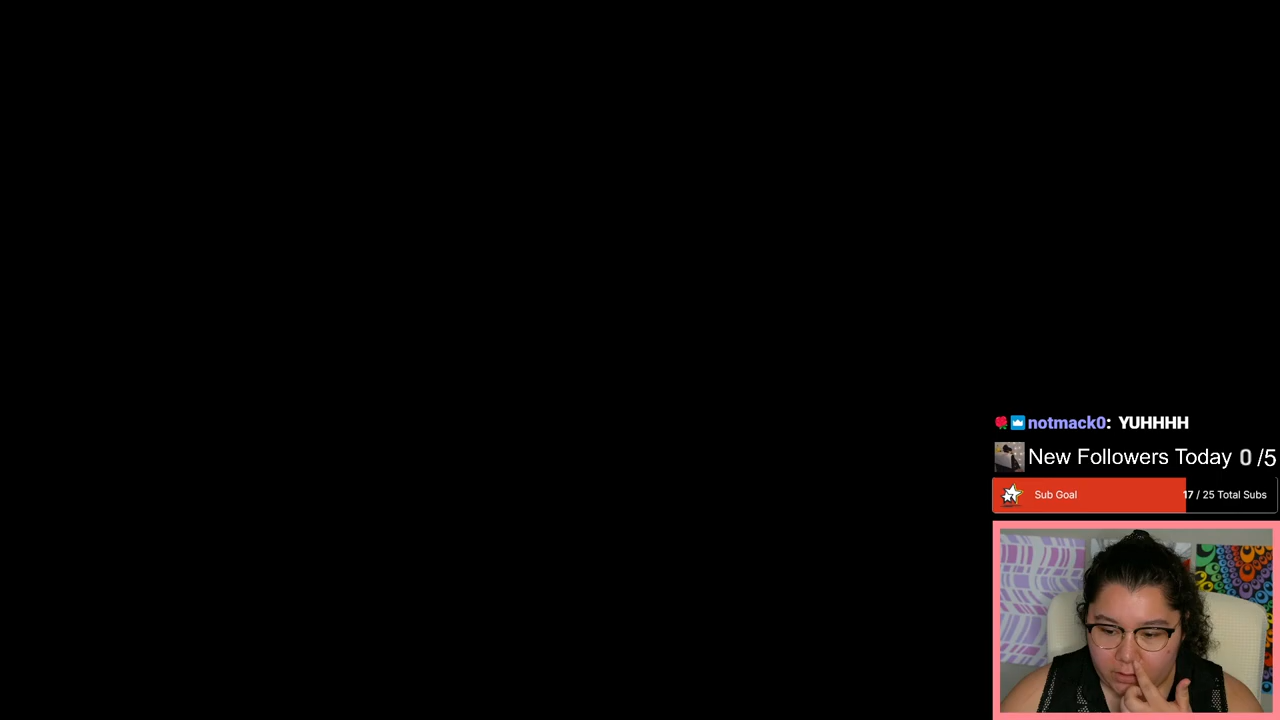 notmack0: YUHHHH
New Followers Today 0 /5
Sub Goal 17 / 25 Total Subs